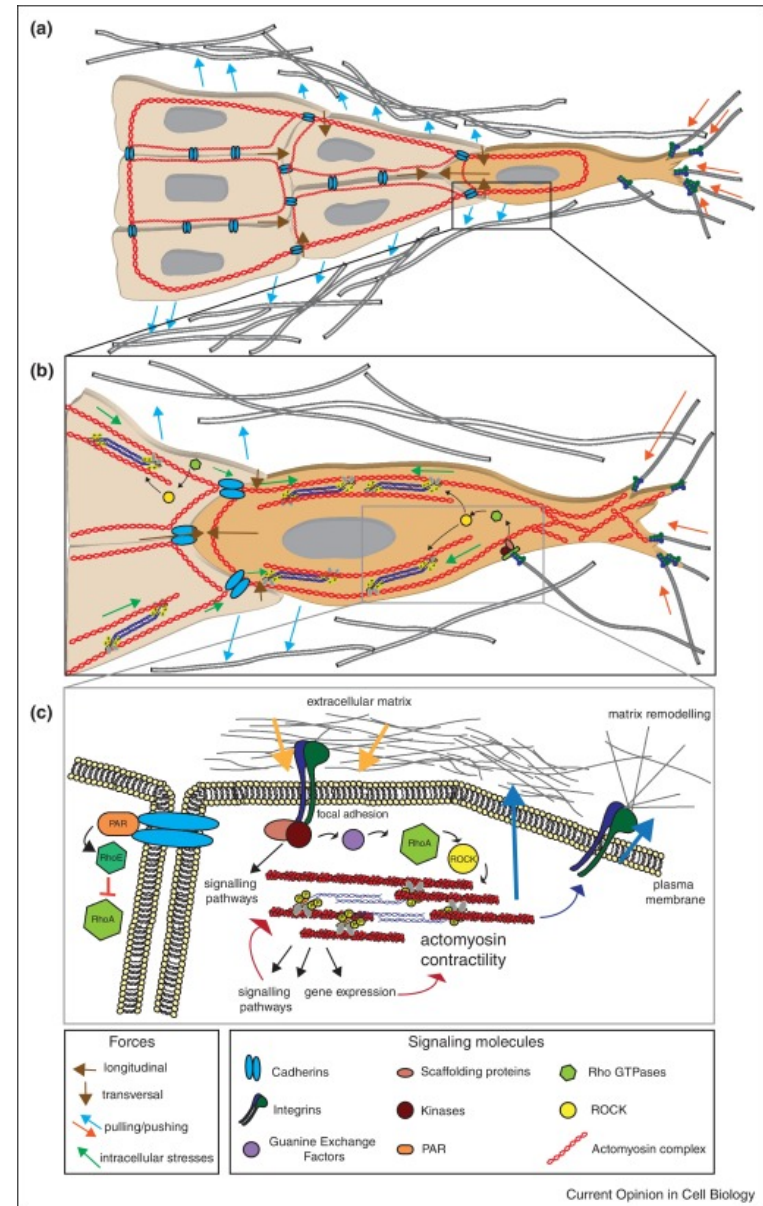 (a)
(b)
(c)
extracellular matrix
matrix remodelling
focal adhesion
PAR
RhoE
RhoA
RhoA
ROCK
signalling
pathways
plasma
membrane
actomyosin
contractility
signalling
pathways
gene expression
Forces
longitudinal
transversal
pulling/pushing
intracellular stresses
Signaling molecules
Cadherins
Scaffolding proteins
Rho GTPases
Integrins
Kinases
ROCK
Guanine Exchange
Factors
PAR
Actomyosin complex
Current Opinion in Cell Biology